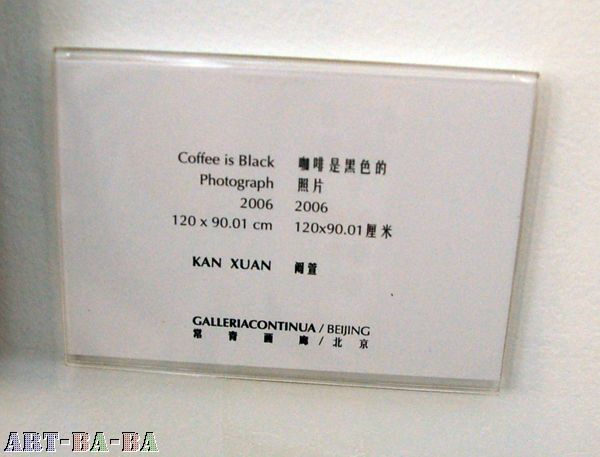 Coffee is Black 咖啡是黑色的
Photograph 照片
2006 2006
120 x 90.01 cm 120x90.01厘米
KAN XUAN 阚萱
GALLERIACONTINUA / BEIJING
常青画廊 / 北京
ART-BA-BA